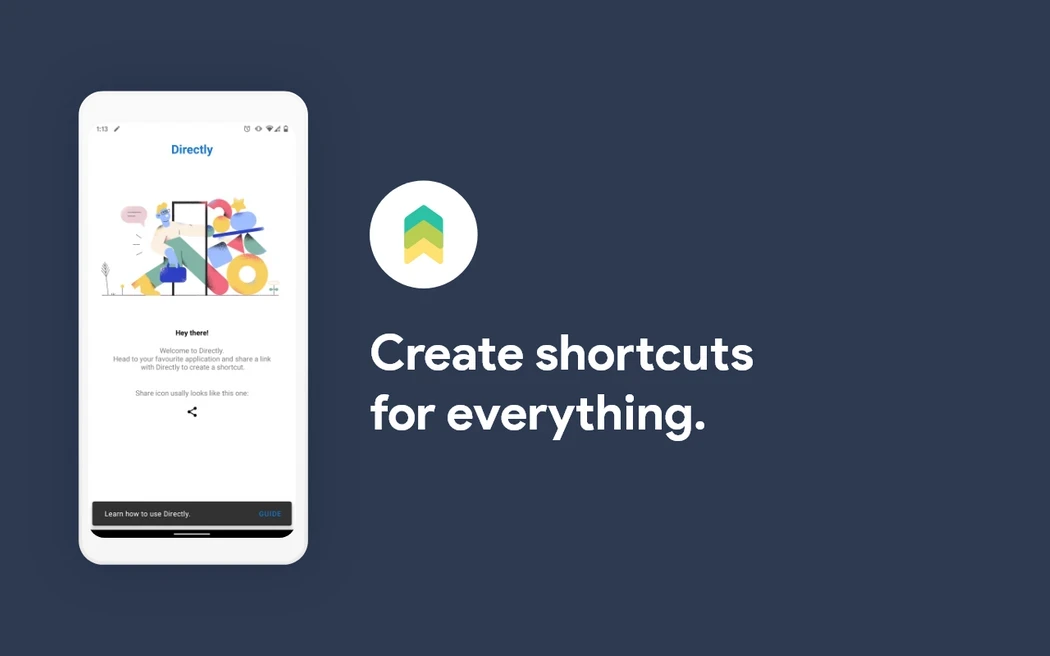 1:13
Directly
Hey there!
Welcome to Directly.
Head to your favourite application and share a link
with Directly to create a shortcut.
Share icon usally looks like this one:
Learn how to use Directly.
GUIDE
Create shortcuts
for everything.